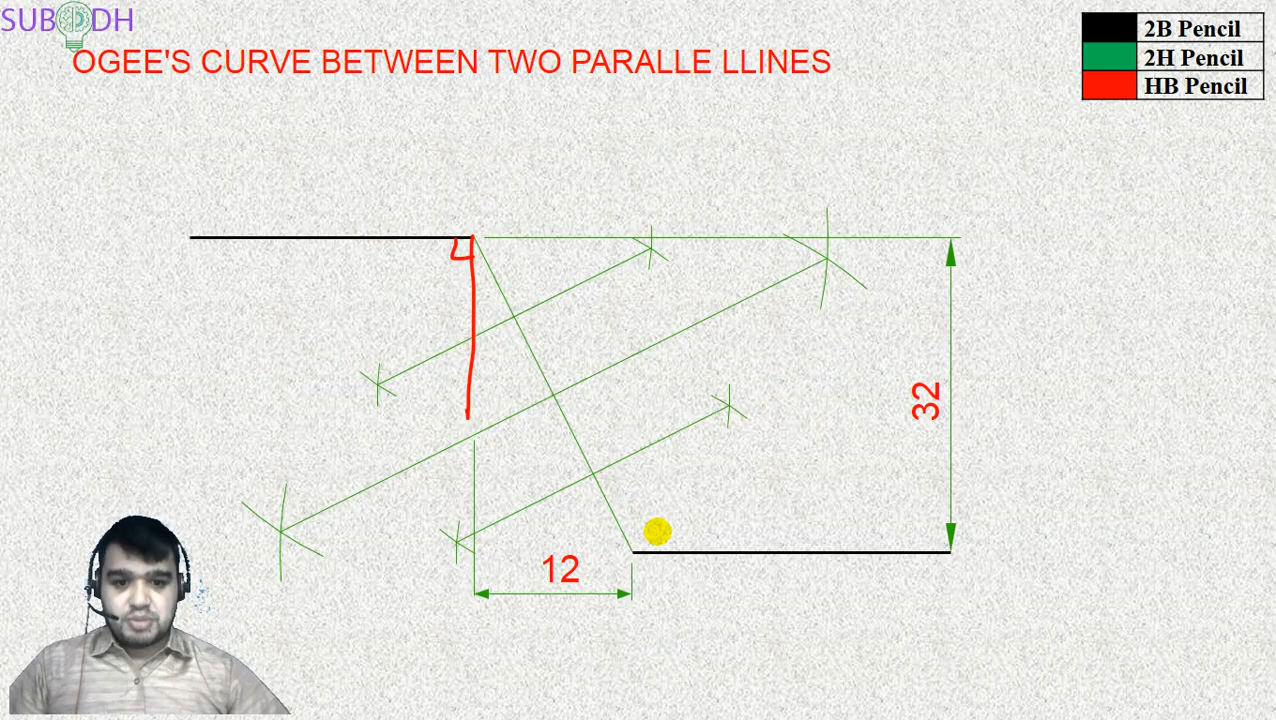 SUBODH
OGEE'S CURVE BETWEEN TWO PARALLE LLINES
2B Pencil
2H Pencil
HB Pencil
32
12